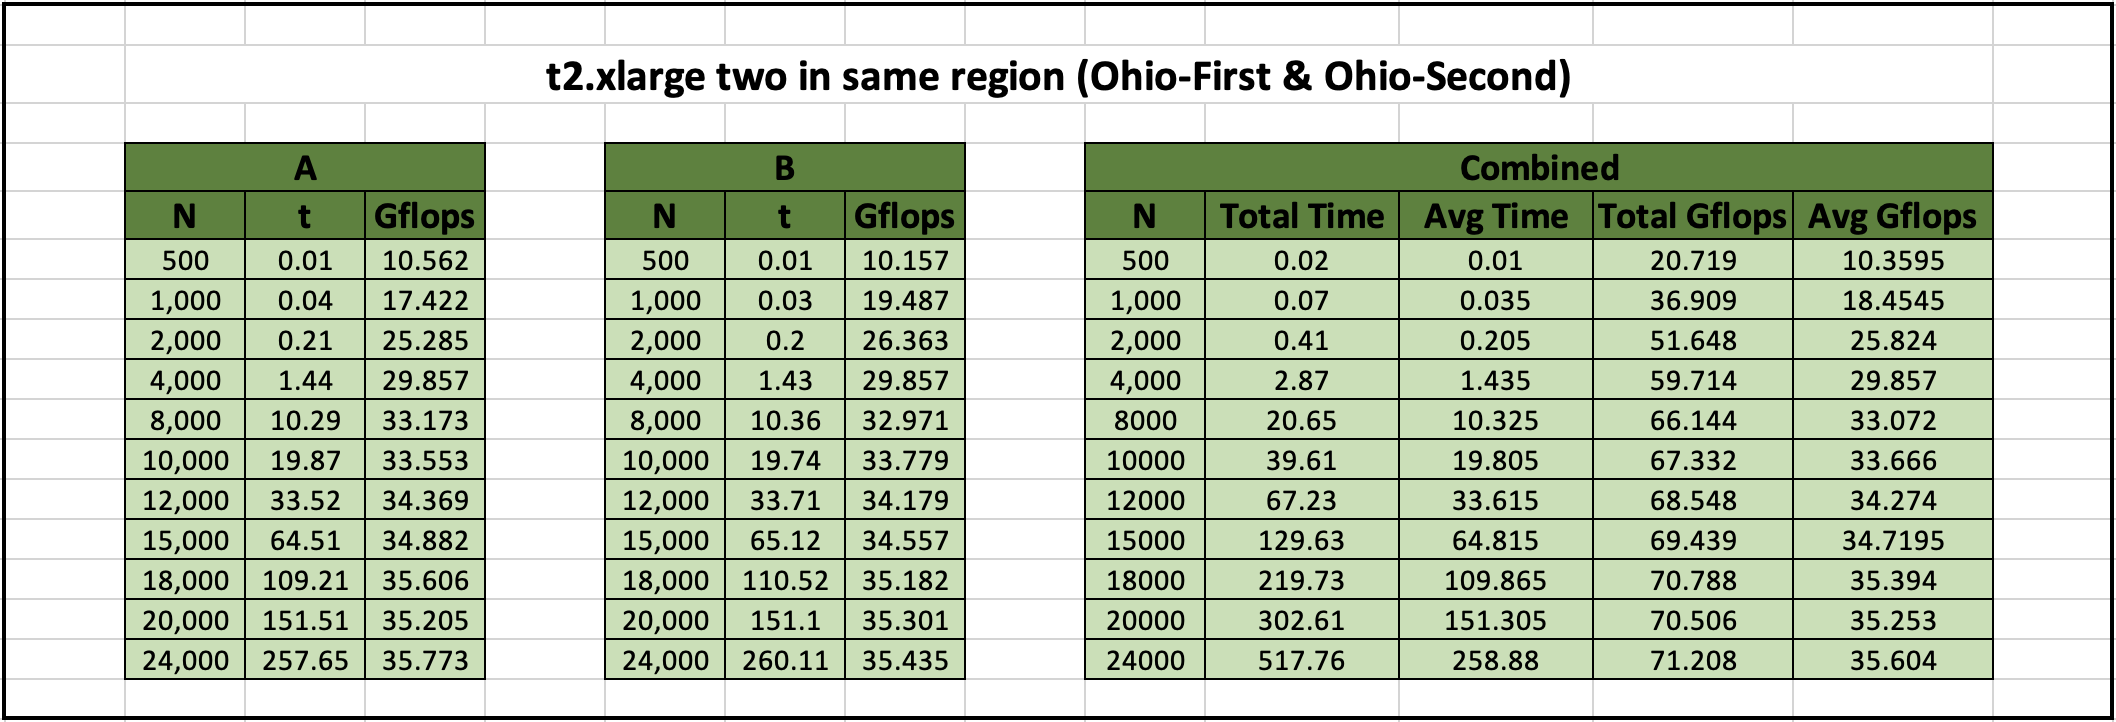 t2.xlarge two in same region (Ohio-First & Ohio-Second)
A B Combined
N t Gflops N t Gflops N Total Time Avg Time Total Gflops Avg Gflops
500 0.01 10.562 500 0.01 10.157 500 0.02 0.01 20.719 10.3595
1,000 0.04 17.422 1,000 0.03 19.487 1,000 0.07 0.035 36.909 18.4545
2,000 0.21 25.285 2,000 0.2 26.363 2,000 0.41 0.205 51.648 25.824
4,000 1.44 29.857 4,000 1.43 29.857 4,000 2.87 1.435 59.714 29.857
8,000 10.29 33.173 8,000 10.36 32.971 8000 20.65 10.325 66.144 33.072
10,000 19.87 33.553 10,000 19.74 33.779 10000 39.61 19.805 67.332 33.666
12,000 33.52 34.369 12,000 33.71 34.179 12000 67.23 33.615 68.548 34.274
15,000 64.51 34.882 15,000 65.12 34.557 15000 129.63 64.815 69.439 34.7195
18,000 109.21 35.606 18,000 110.52 35.182 18000 219.73 109.865 70.788 35.394
20,000 151.51 35.205 20,000 151.1 35.301 20000 302.61 151.305 70.506 35.253
24,000 257.65 35.773 24,000 260.11 35.435 24000 517.76 258.88 71.208 35.604